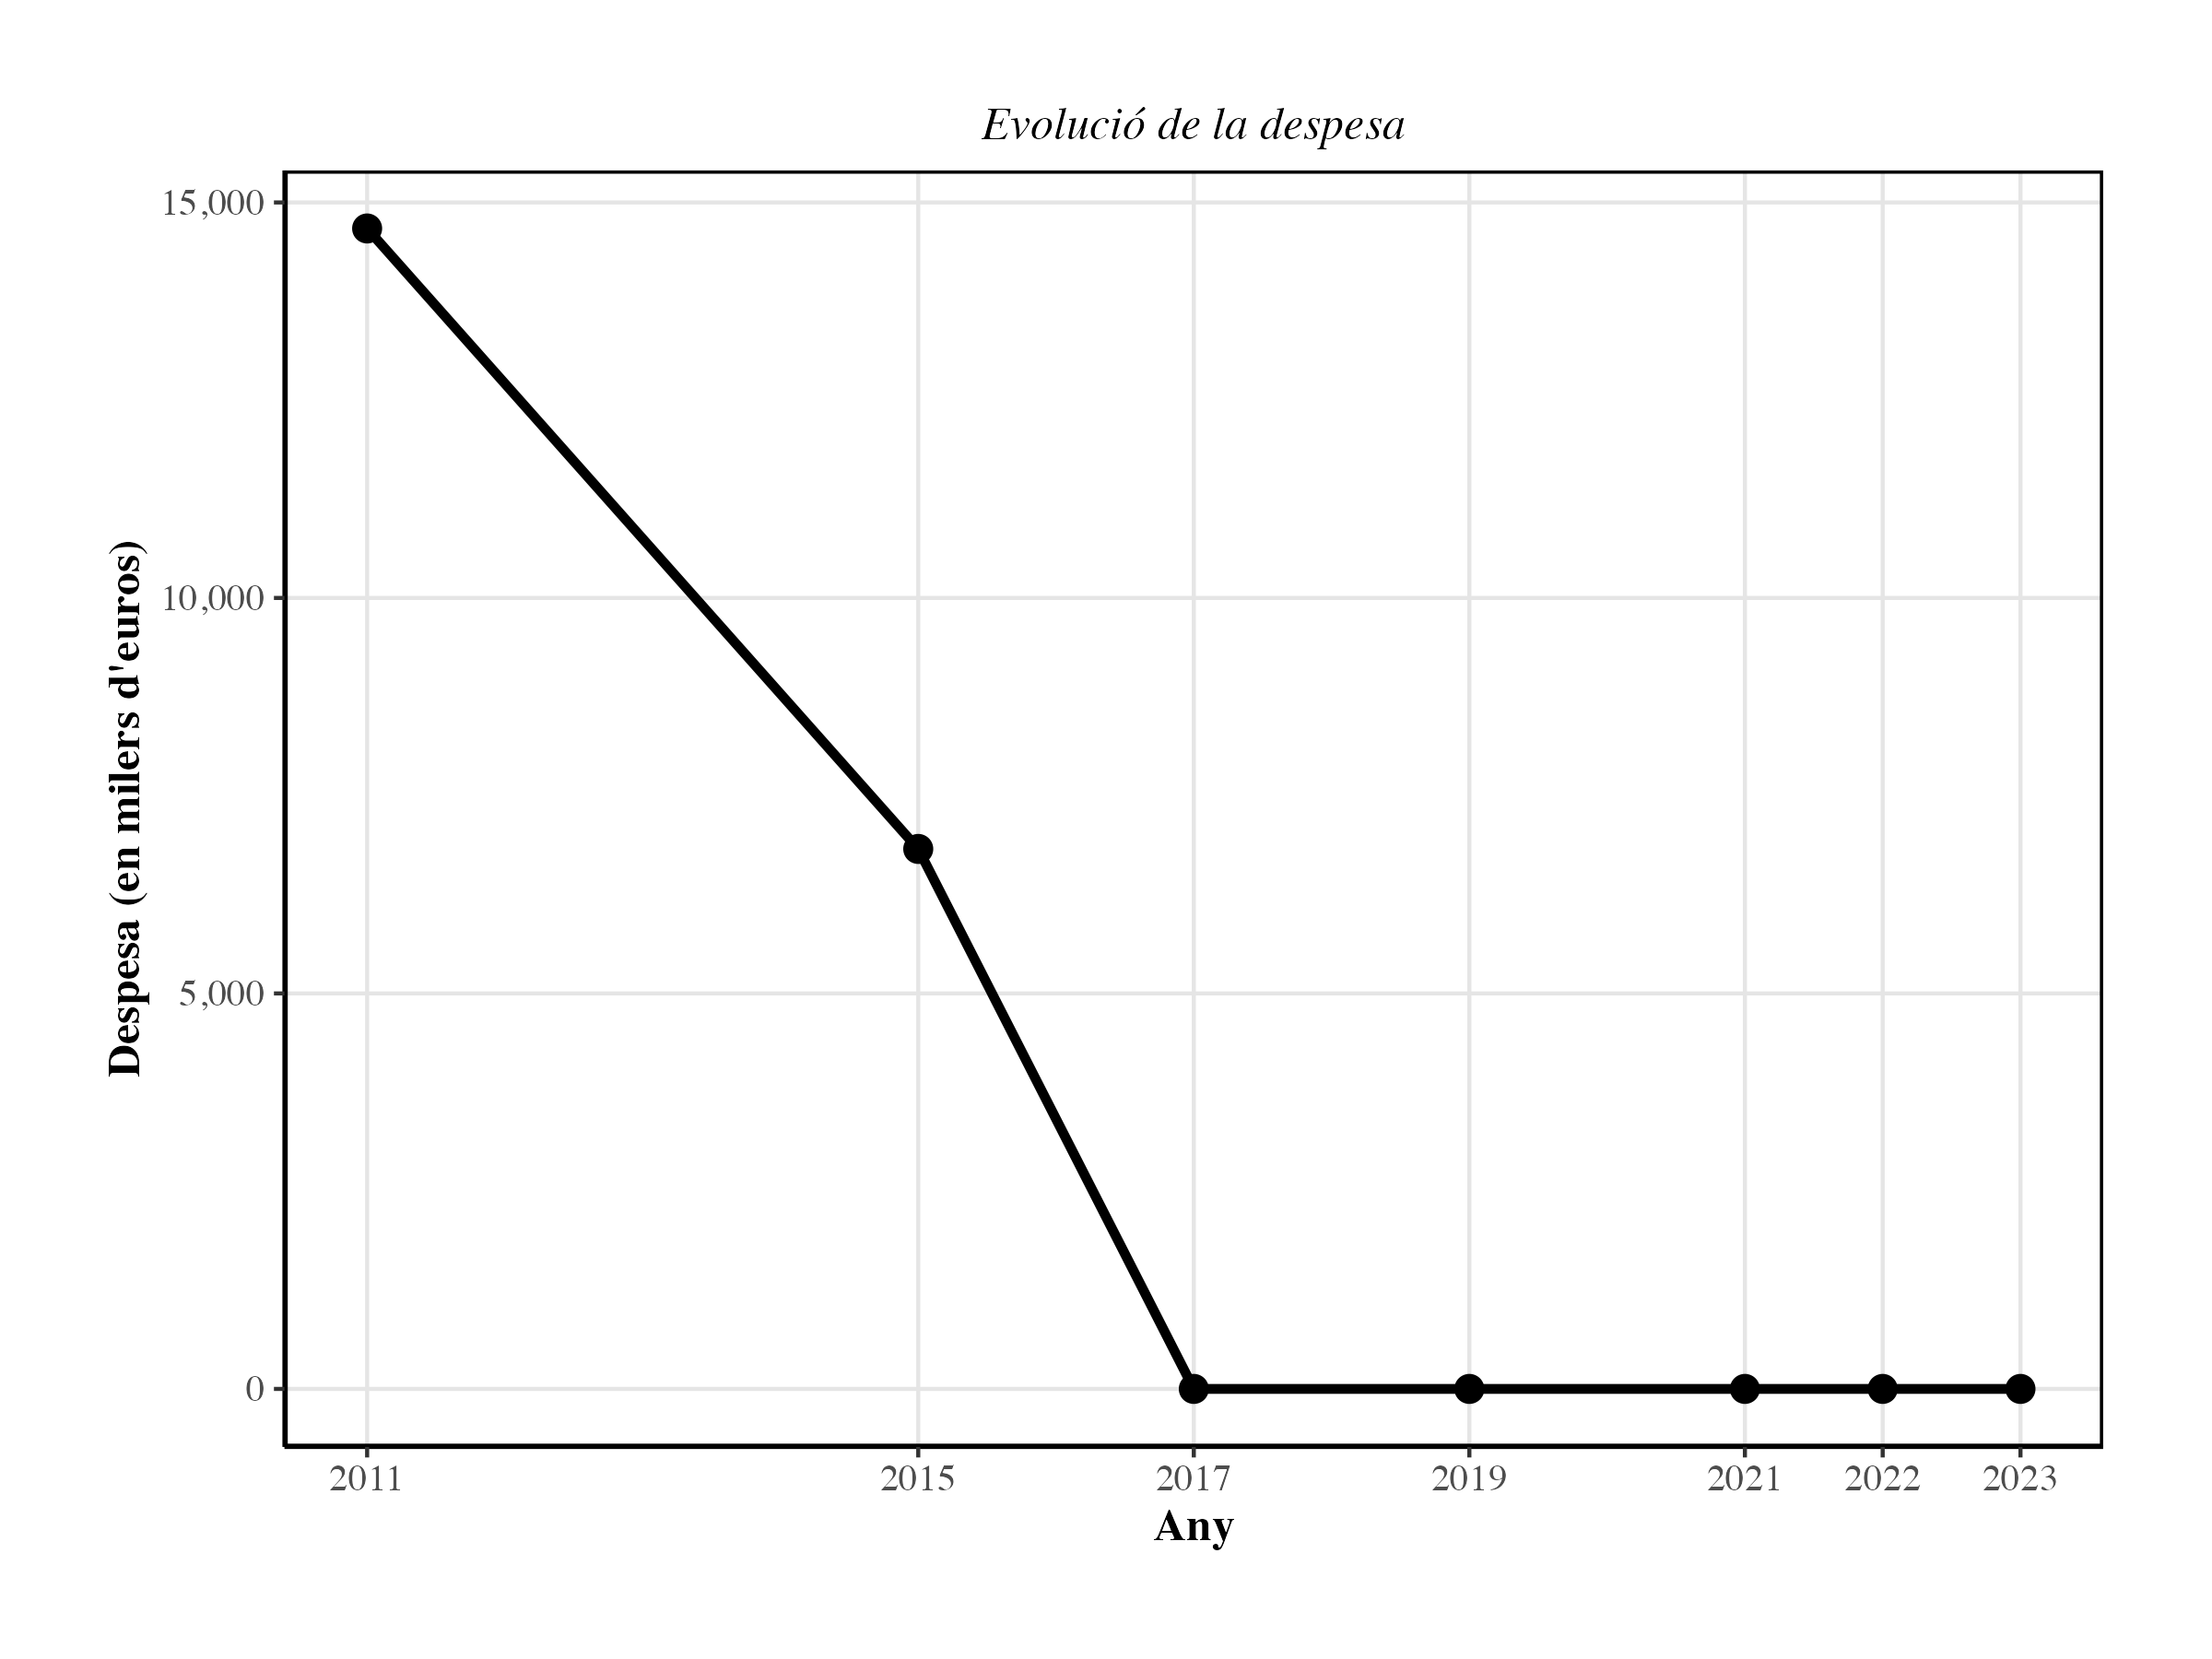 Evolució de la despesa
Despesa (en milers d'euros)
15,000
10,000
5,000
0
2011 2015 2017 2019 2021 2022 2023
Any